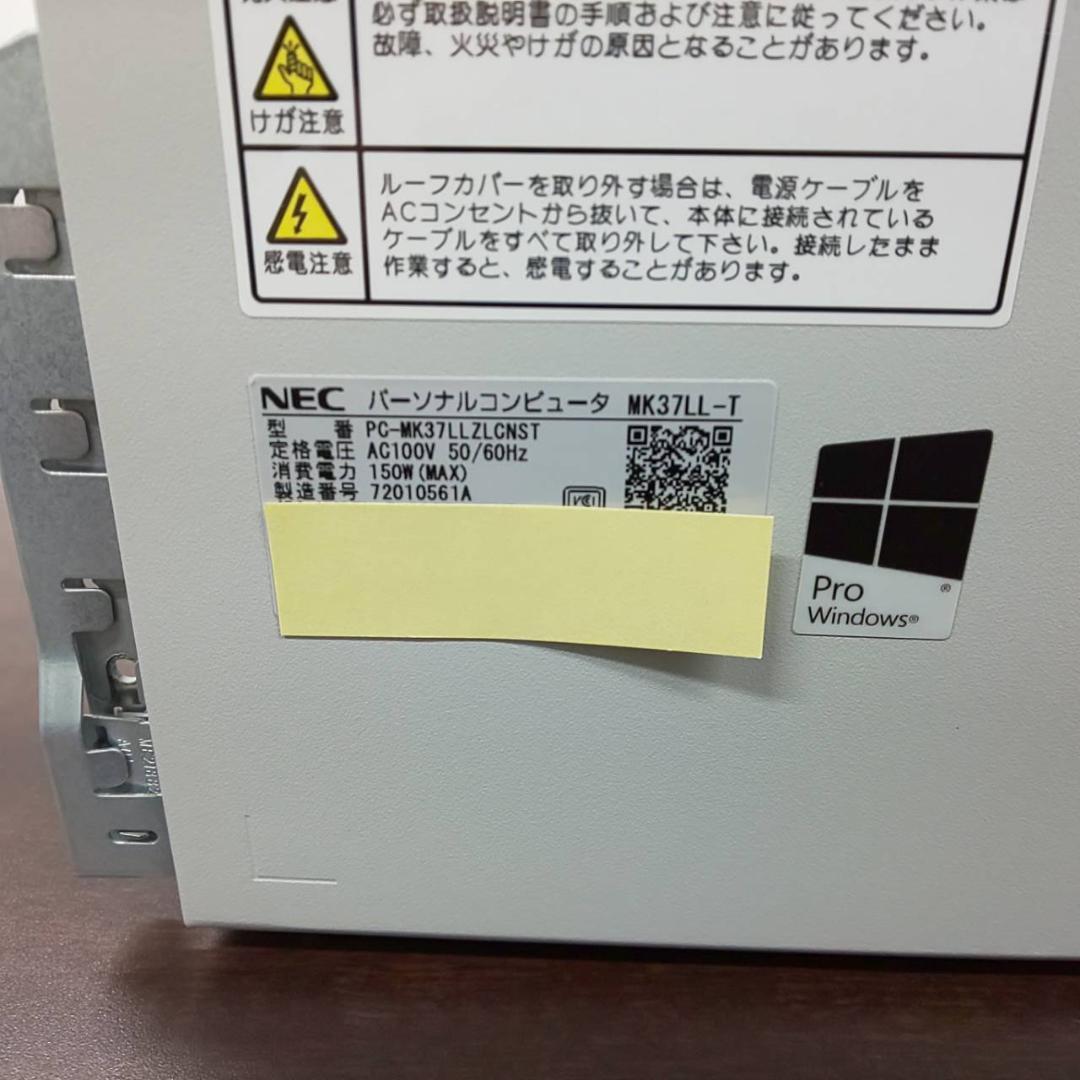 必ず取扱説明書の手順および注意に従ってください。
故障、火災やけがの原因となることがあります。
けが注意
ルーフカバーを取り外す場合は、電源ケーブルを
ACコンセントから抜いて、本体に接続されている
ケーブルをすべて取り外して下さい。接続したまま
作業すると、感電することがあります。
感電注意
NEC パーソナルコンピュータ MK37LL-T
型番 PC-MK37LLZLCNST
定格電圧 AC100V 50/60Hz
消費電力 150W(MAX)
製造番号 72010561A
Pro
Windows®